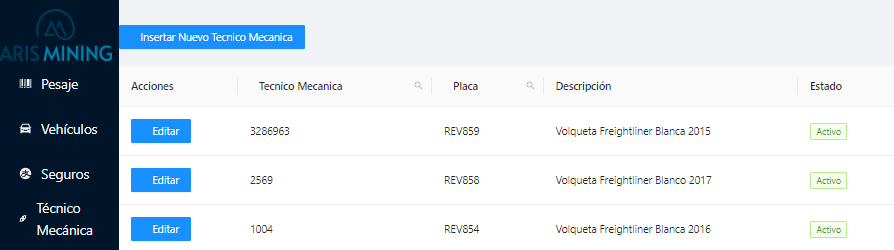 ARIS MINING
Insertar Nuevo Tecnico Mecanica
Pesaje
Vehículos
Seguros
Técnico
Mecánica
Acciones Tecnico Mecanica Placa Descripción Estado
Editar 3286963 REV859 Volqueta Freightliner Blanca 2015 Activo
Editar 2569 REV858 Volqueta Freightliner Blanco 2017 Activo
Editar 1004 REV854 Volqueta Freightliner Blanca 2016 Activo